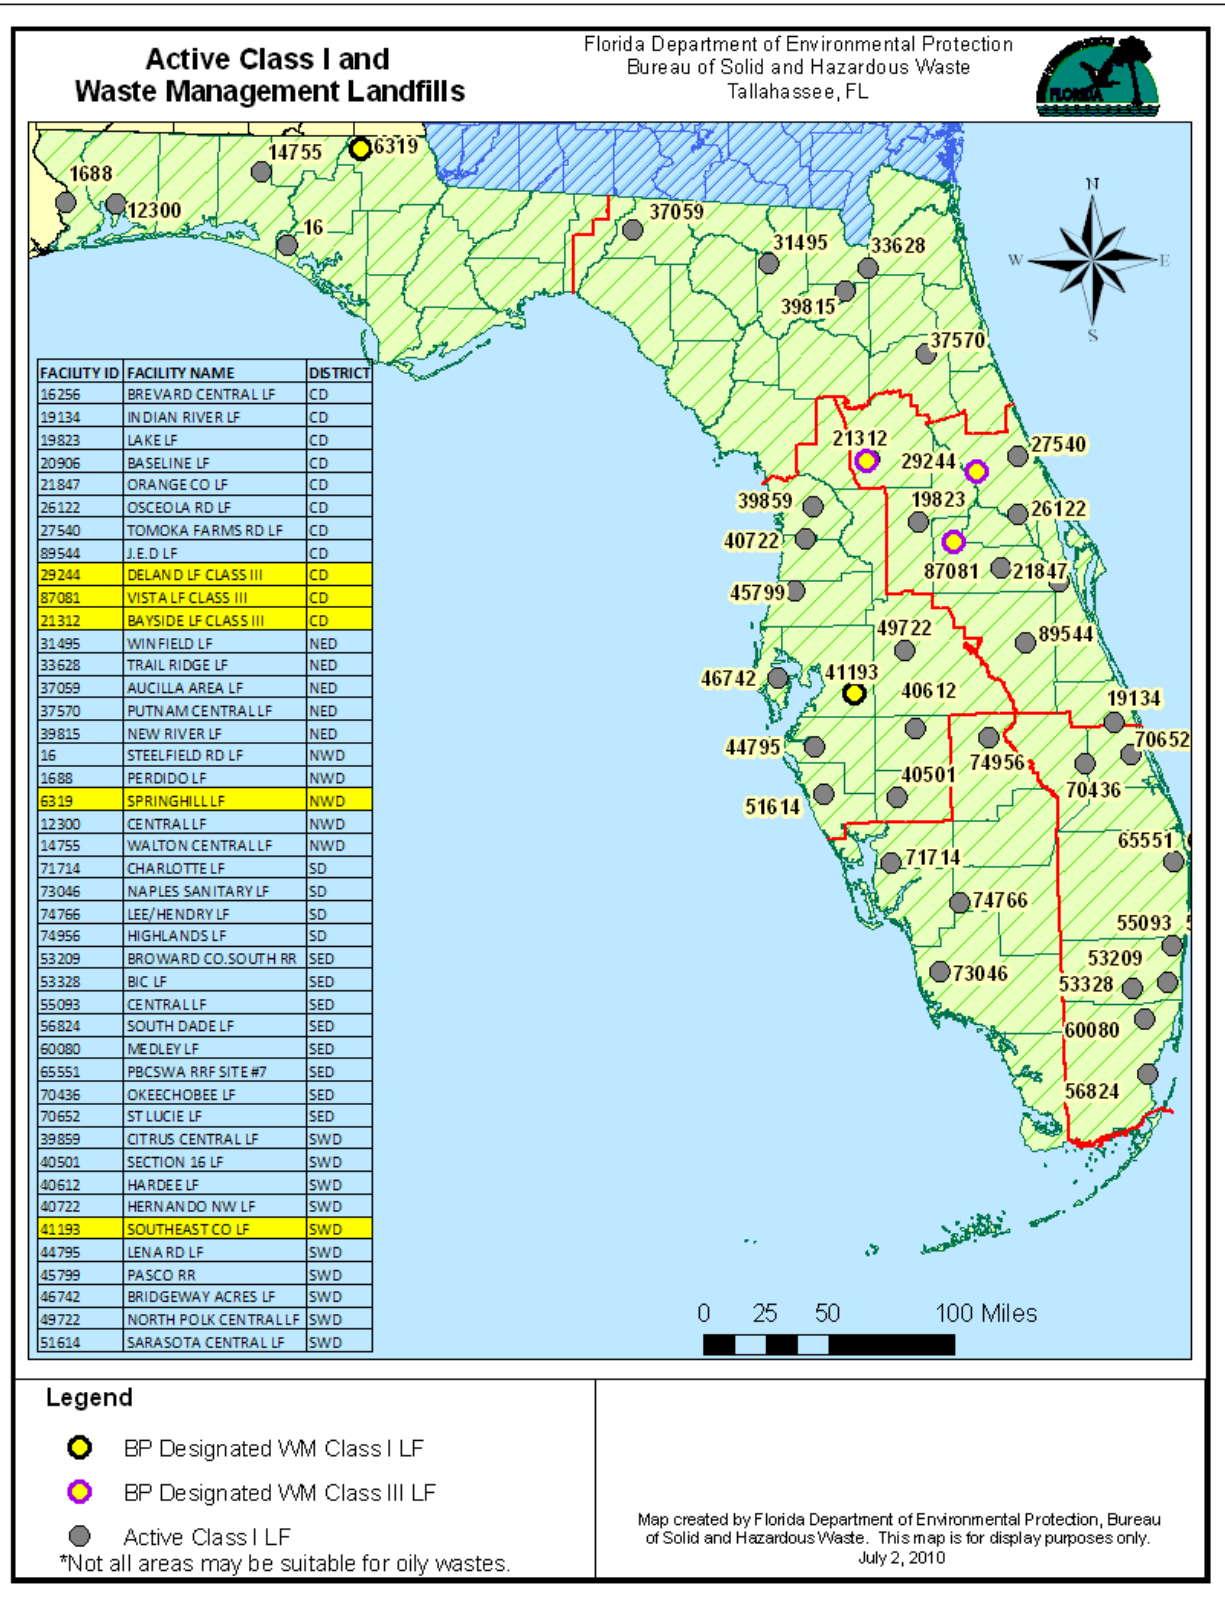 Active Class I and
Waste Management Landfills
Florida Department of Environmental Protection
Bureau of Solid and Hazardous Waste
Tallahassee, FL
FLORIDA
14755
6319
1688
12300
16
37059
31495
33628
39815
37570
N
W
E
S
21312
29244
27540
39859
19823
26122
40722
87081
21847
45799
49722
89544
46742
41193
40612
19134
44795
74956
70652
40501
70436
51614
65551
71714
74766
55093
53209
73046
53328
60080
56824
FACILITY ID FACILITY NAME DISTRICT
16256 BREVARD CENTRAL LF CD
19134 INDIAN RIVER LF CD
19823 LAKE LF CD
20906 BASELINE LF CD
21847 ORANGE CO LF CD
26122 OSCEOLA RD LF CD
27540 TOMOKA FARMS RD LF CD
89544 J.E.D LF CD
29244 DELAND LF CLASS III CD
87081 VISTA LF CLASS III CD
21312 BAYSIDE LF CLASS III CD
31495 WINFIELD LF NED
33628 TRAIL RIDGE LF NED
37059 AUCILLA AREA LF NED
37570 PUTNAM CENTRAL LF NED
39815 NEW RIVER LF NED
16 STEELFIELD RD LF NWD
1688 PERDIDO LF NWD
6319 SPRINGHILL LF NWD
12300 CENTRAL LF NWD
14755 WALTON CENTRAL LF NWD
71714 CHARLOTTE LF SD
73046 NAPLES SANITARY LF SD
74766 LEE/HENDRY LF SD
74956 HIGHLANDS LF SD
53209 BROWARD CO.SOUTH RR SED
53328 BIC LF SED
55093 CENTRAL LF SED
56824 SOUTH DADE LF SED
60080 MEDLEY LF SED
65551 PBCSWA RRF SITE #7 SED
70436 OKEECHOBEE LF SED
70652 ST LUCIE LF SED
39859 CITRUS CENTRAL LF SWD
40501 SECTION 16 LF SWD
40612 HARDEE LF SWD
40722 HERNANDO NW LF SWD
41193 SOUTHEAST CO LF SWD
44795 LENA RD LF SWD
45799 PASCO RR SWD
46742 BRIDGEWAY ACRES LF SWD
49722 NORTH POLK CENTRAL LF SWD
51614 SARASOTA CENTRAL LF SWD
0 25 50 100 Miles
Legend
BP Designated WM Class I LF
BP Designated WM Class III LF
Active Class I LF
*Not all areas may be suitable for oily wastes.
Map created by Florida Department of Environmental Protection, Bureau
of Solid and Hazardous Waste. This map is for display purposes only.
July 2, 2010